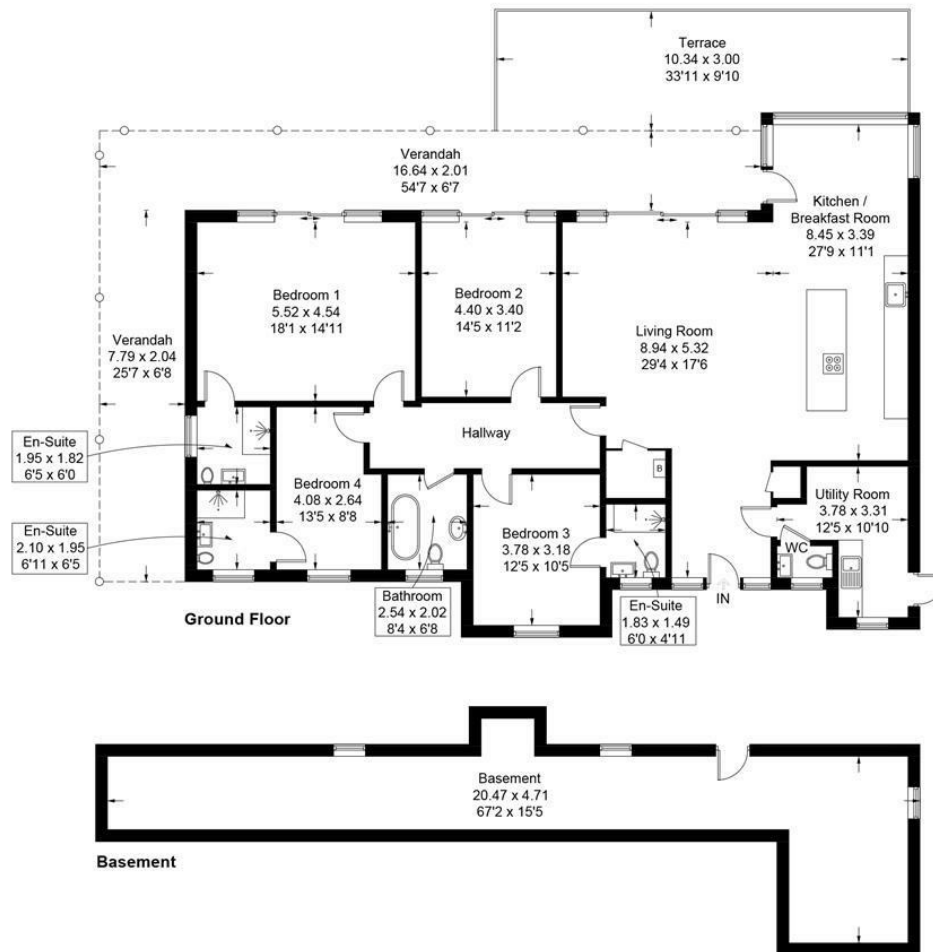 Terrace
10.34 x 3.00
33'11 x 9'10
Verandah
16.64 x 2.01
54'7 x 6'7
Kitchen /
Breakfast Room
8.45 x 3.39
27'9 x 11'1
Bedroom 1
5.52 x 4.54
18'1 x 14'11
Bedroom 2
4.40 x 3.40
14'5 x 11'2
Living Room
8.94 x 5.32
29'4 x 17'6
Verandah
7.79 x 2.04
25'7 x 6'8
Hallway
En-Suite
1.95 x 1.82
6'5 x 6'0
B
Bedroom 4
4.08 x 2.64
13'5 x 8'8
Utility Room
3.78 x 3.31
12'5 x 10'10
En-Suite
2.10 x 1.95
6'11 x 6'5
Bedroom 3
3.78 x 3.18
12'5 x 10'5
WC
Bathroom
2.54 x 2.02
8'4 x 6'8
IN
En-Suite
1.83 x 1.49
6'0 x 4'11
Ground Floor
Basement
20.47 x 4.71
67'2 x 15'5
Basement